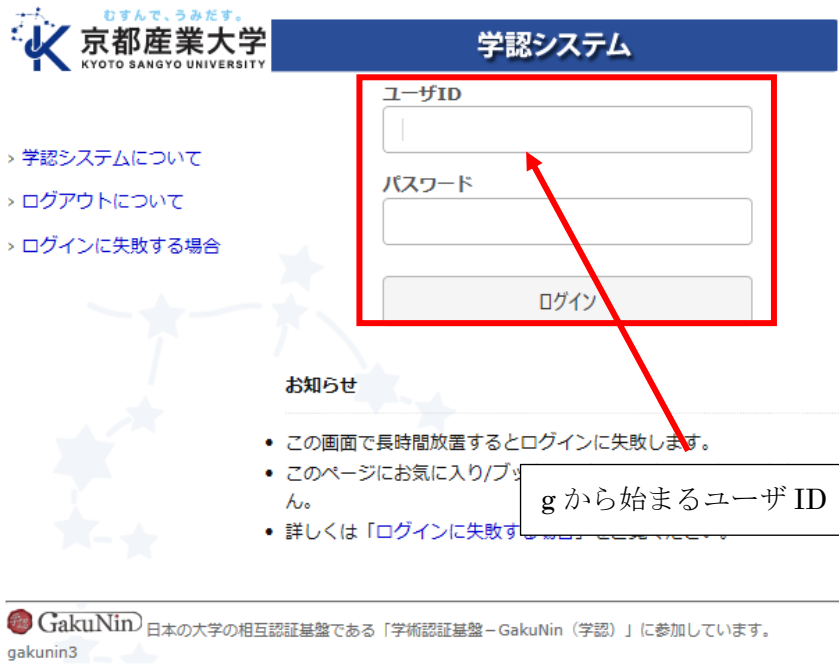 むすんで、うみだす。
京都産業大学
KYOTO SANGYO UNIVERSITY
学認システム
ユーザID
> 学認システムについて
パスワード
> ログアウトについて
> ログインに失敗する場合
ログイン
お知らせ
• この画面で長時間放置するとログインに失敗します。
• このページにお気に入り/ブッ
ん。
g から始まるユーザ ID
• 詳しくは「ログインに失敗す
GakuNin 日本の大学の相互認証基盤である「学術認証基盤－GakuNin（学認）」に参加しています。
gakunin3